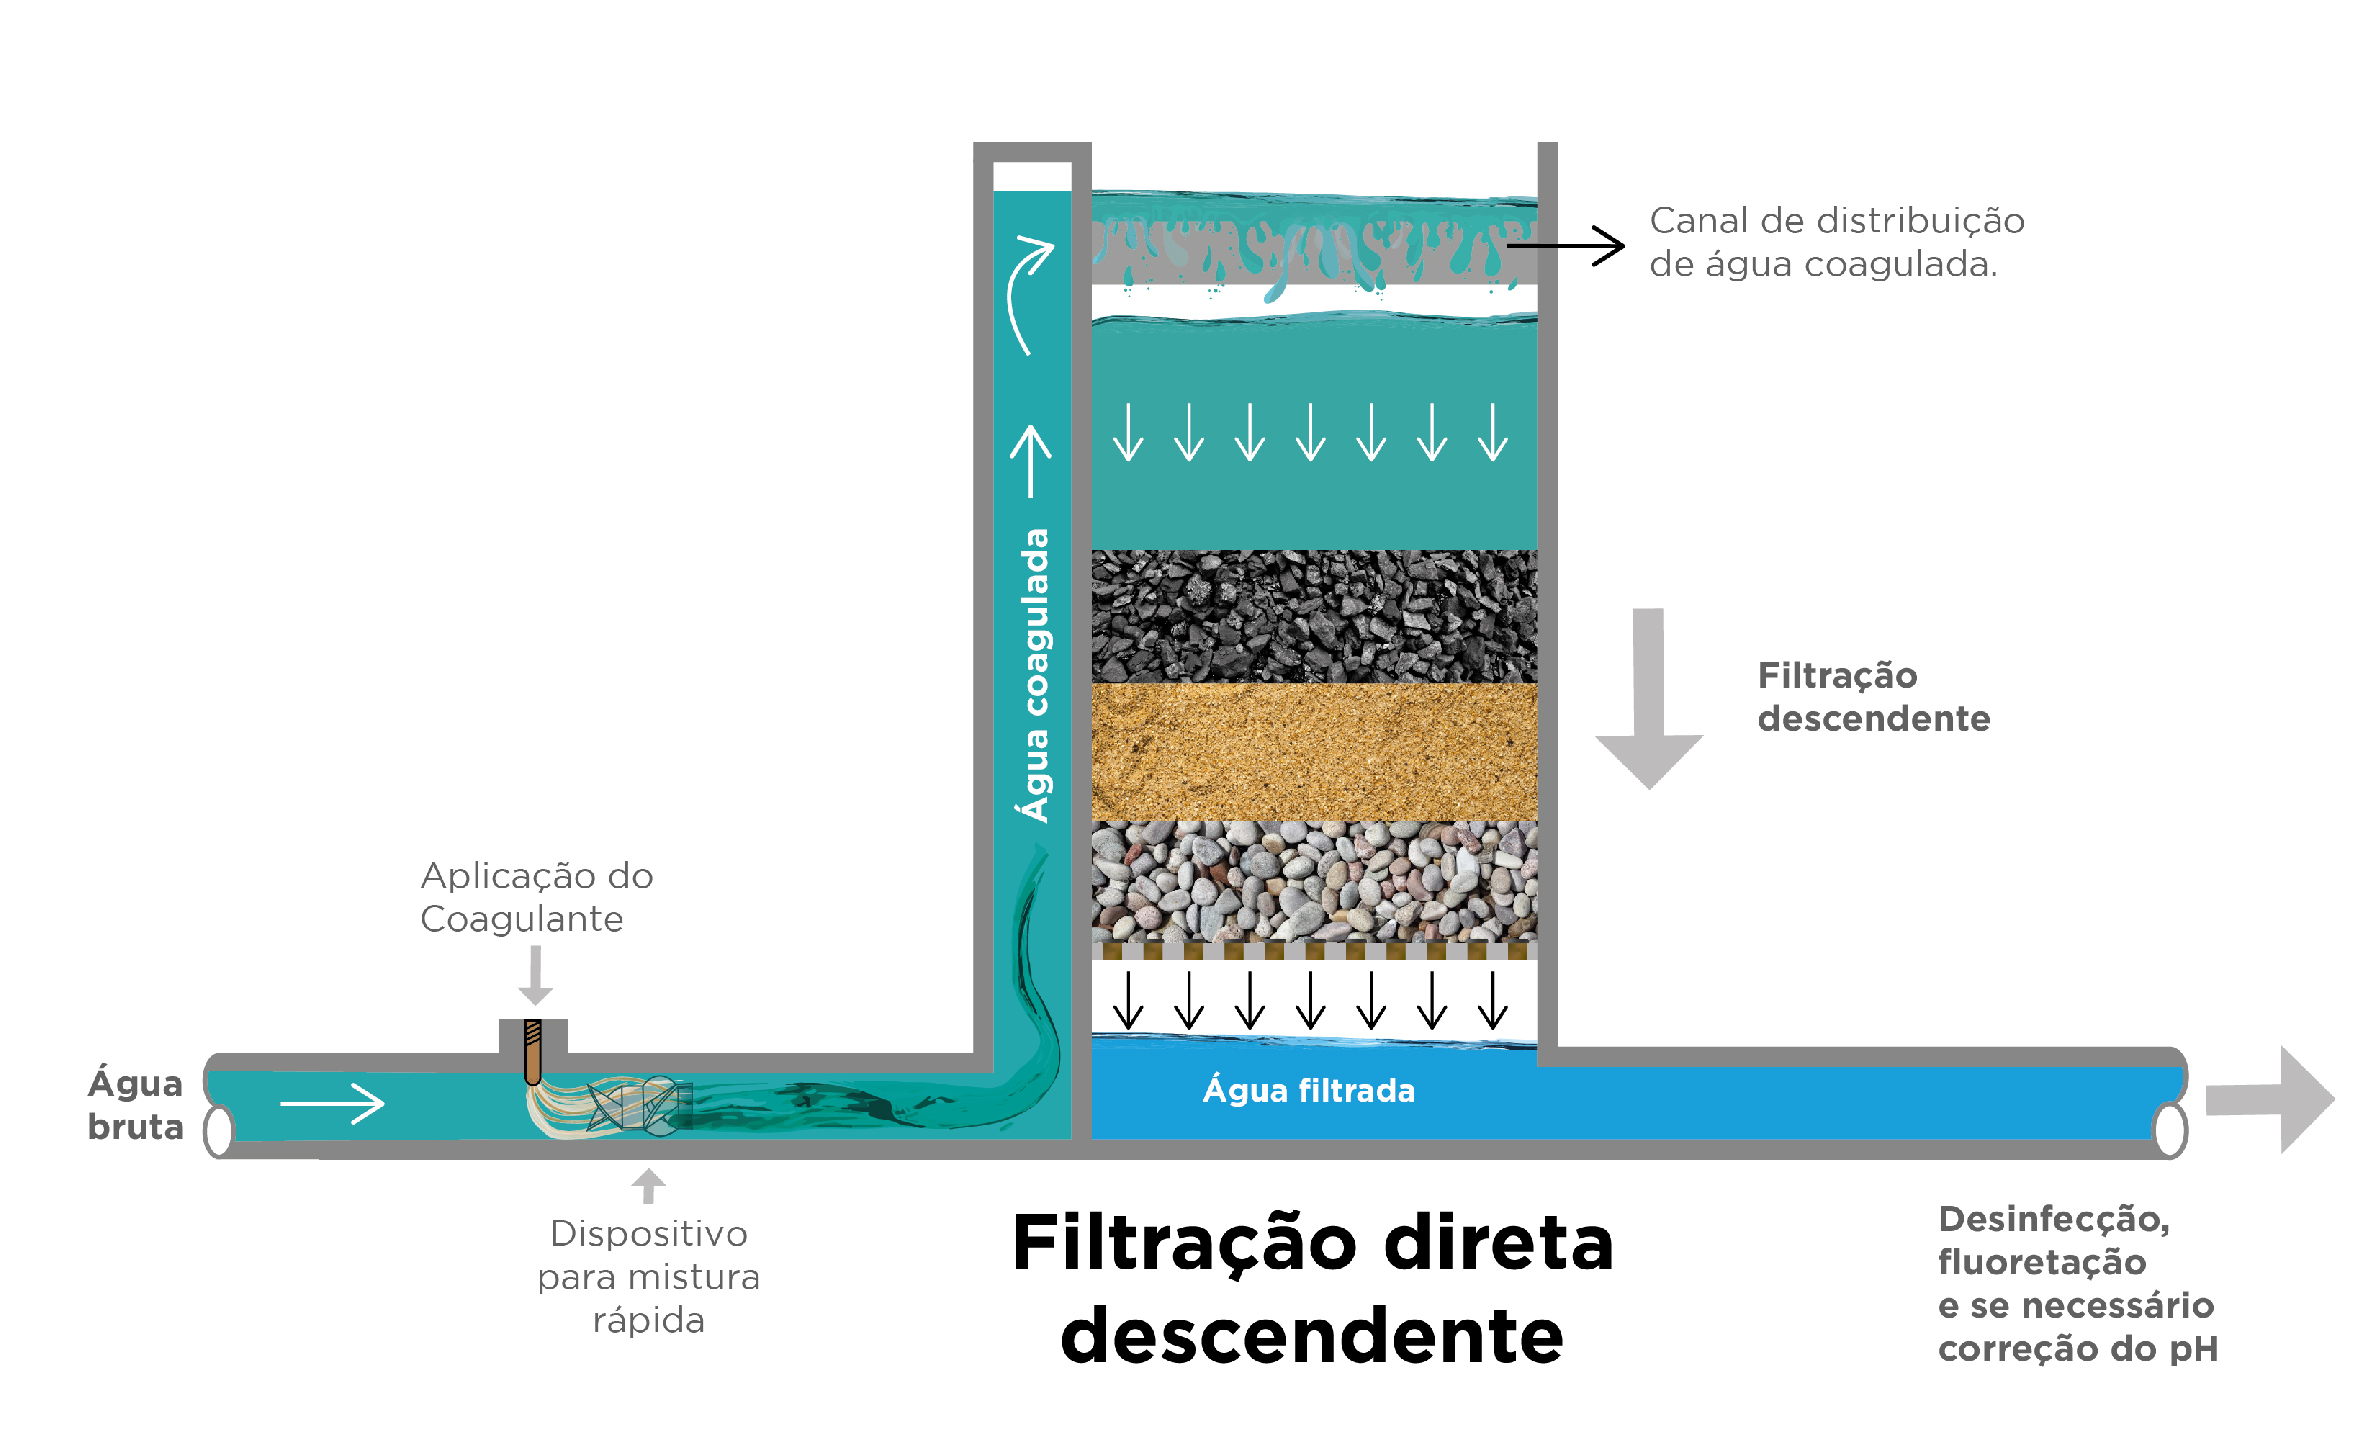 Canal de distribuição
de água coagulada.
Água coagulada
Filtração
descendente
Aplicação do
Coagulante
Água
bruta
Água filtrada
Dispositivo
para mistura
rápida
Filtração direta
descendente
Desinfecção,
fluoretação
e se necessário
correção do pH